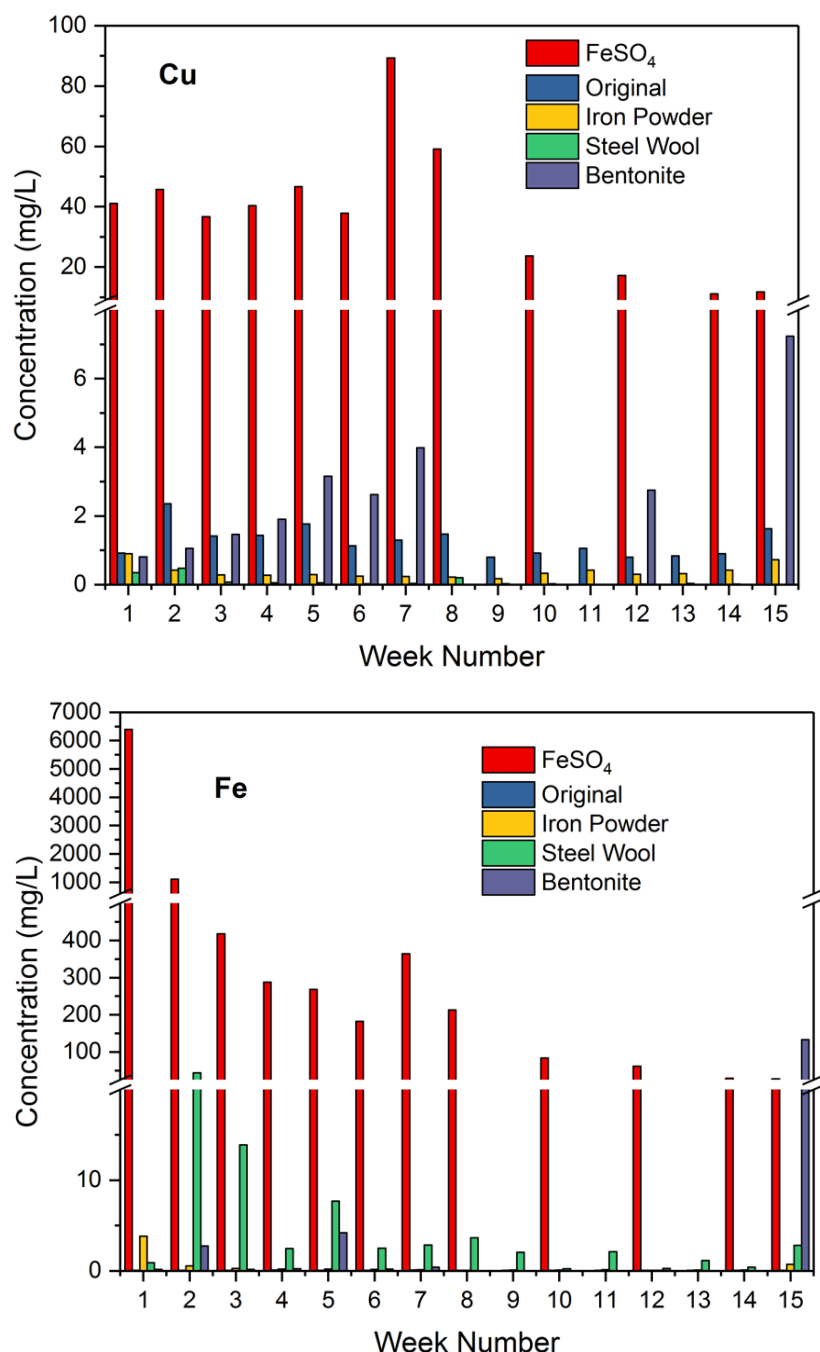 Cu
FeSO₄
Original
Iron Powder
Steel Wool
Bentonite
Concentration (mg/L)
100
80
60
40
20
6
4
2
0
1 2 3 4 5 6 7 8 9 10 11 12 13 14 15
Week Number
Fe
FeSO₄
Original
Iron Powder
Steel Wool
Bentonite
Concentration (mg/L)
7000
6000
5000
4000
3000
2000
1000
400
300
200
100
10
0
1 2 3 4 5 6 7 8 9 10 11 12 13 14 15
Week Number